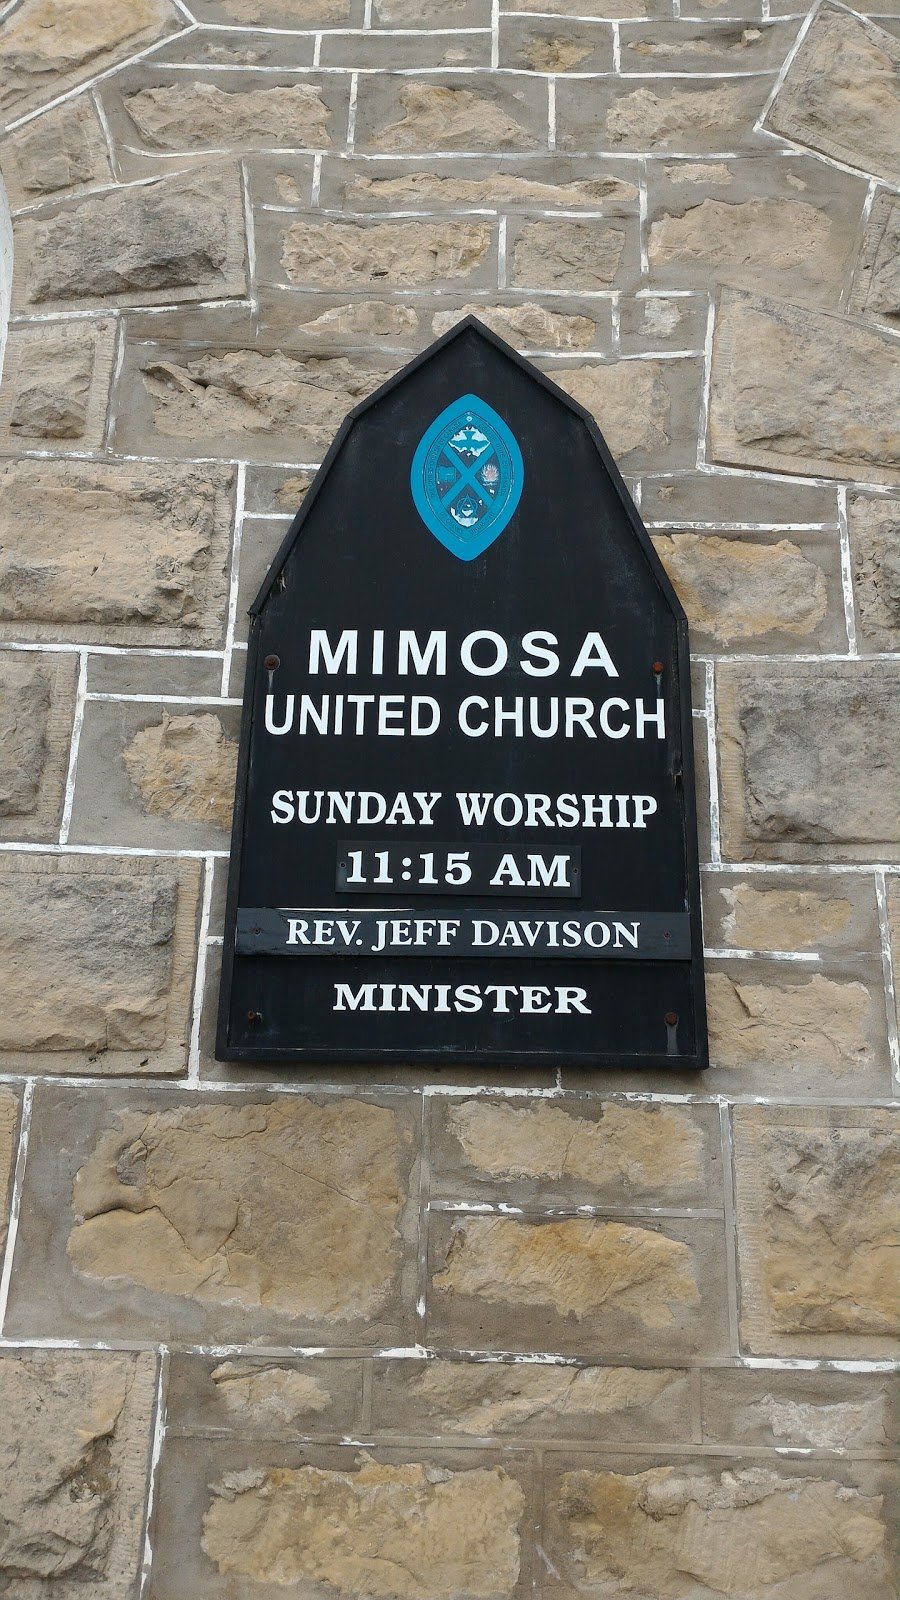 MIMOSA
UNITED CHURCH
SUNDAY WORSHIP
11:15 AM
REV. JEFF DAVISON
MINISTER